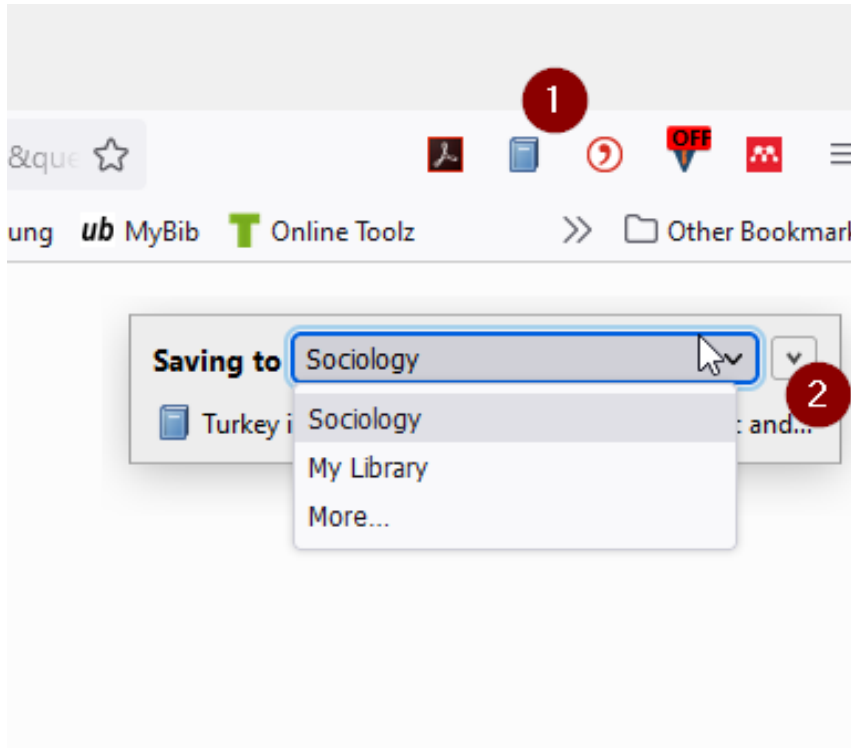 1
&que
OFF
ung ub MyBib Online Toolz Other Bookmark
Saving to Sociology
2
Turkey i : and...
Sociology
My Library
More...